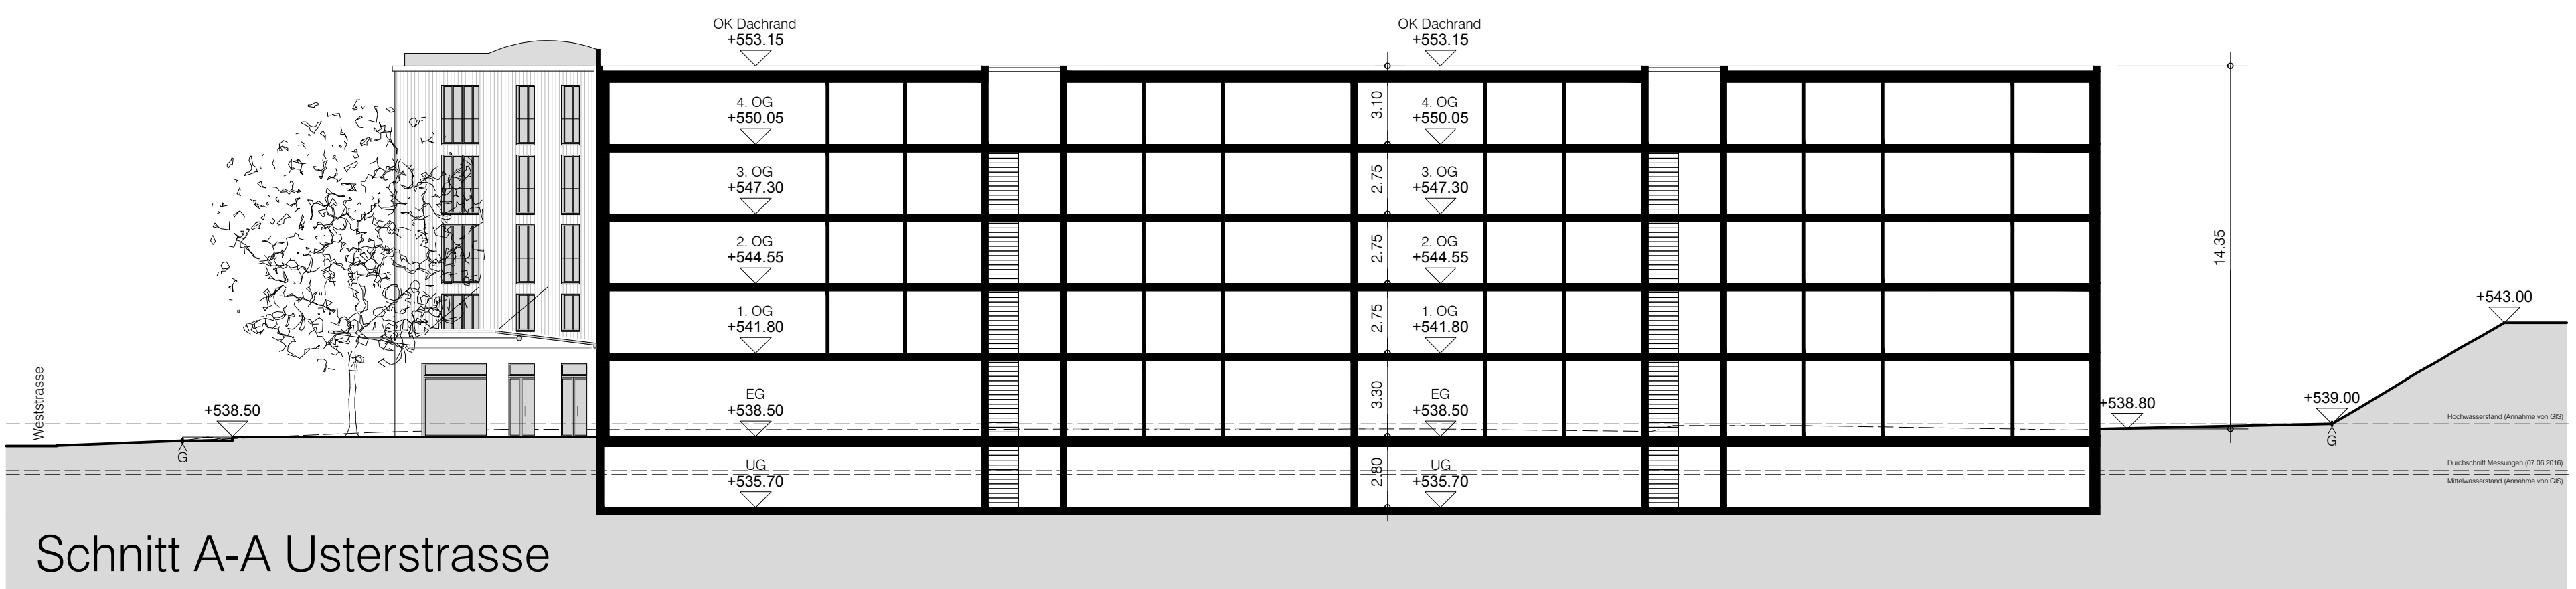 OK Dachrand
+553.15
OK Dachrand
+553.15
4. OG
+550.05
3.10
4. OG
+550.05
3. OG
+547.30
2.75
3. OG
+547.30
2. OG
+544.55
2.75
2. OG
+544.55
14.35
1. OG
+541.80
2.75
1. OG
+541.80
+543.00
Weststrasse
+538.50
G
EG
+538.50
3.30
EG
+538.50
+538.80
+539.00
G
Hochwasserstand (Annahme von GIS)
UG
+535.70
2.80
UG
+535.70
Durchschnitt Messungen (07.06.2016)
Mittelwasserstand (Annahme von GIS)
Schnitt A-A Usterstrasse